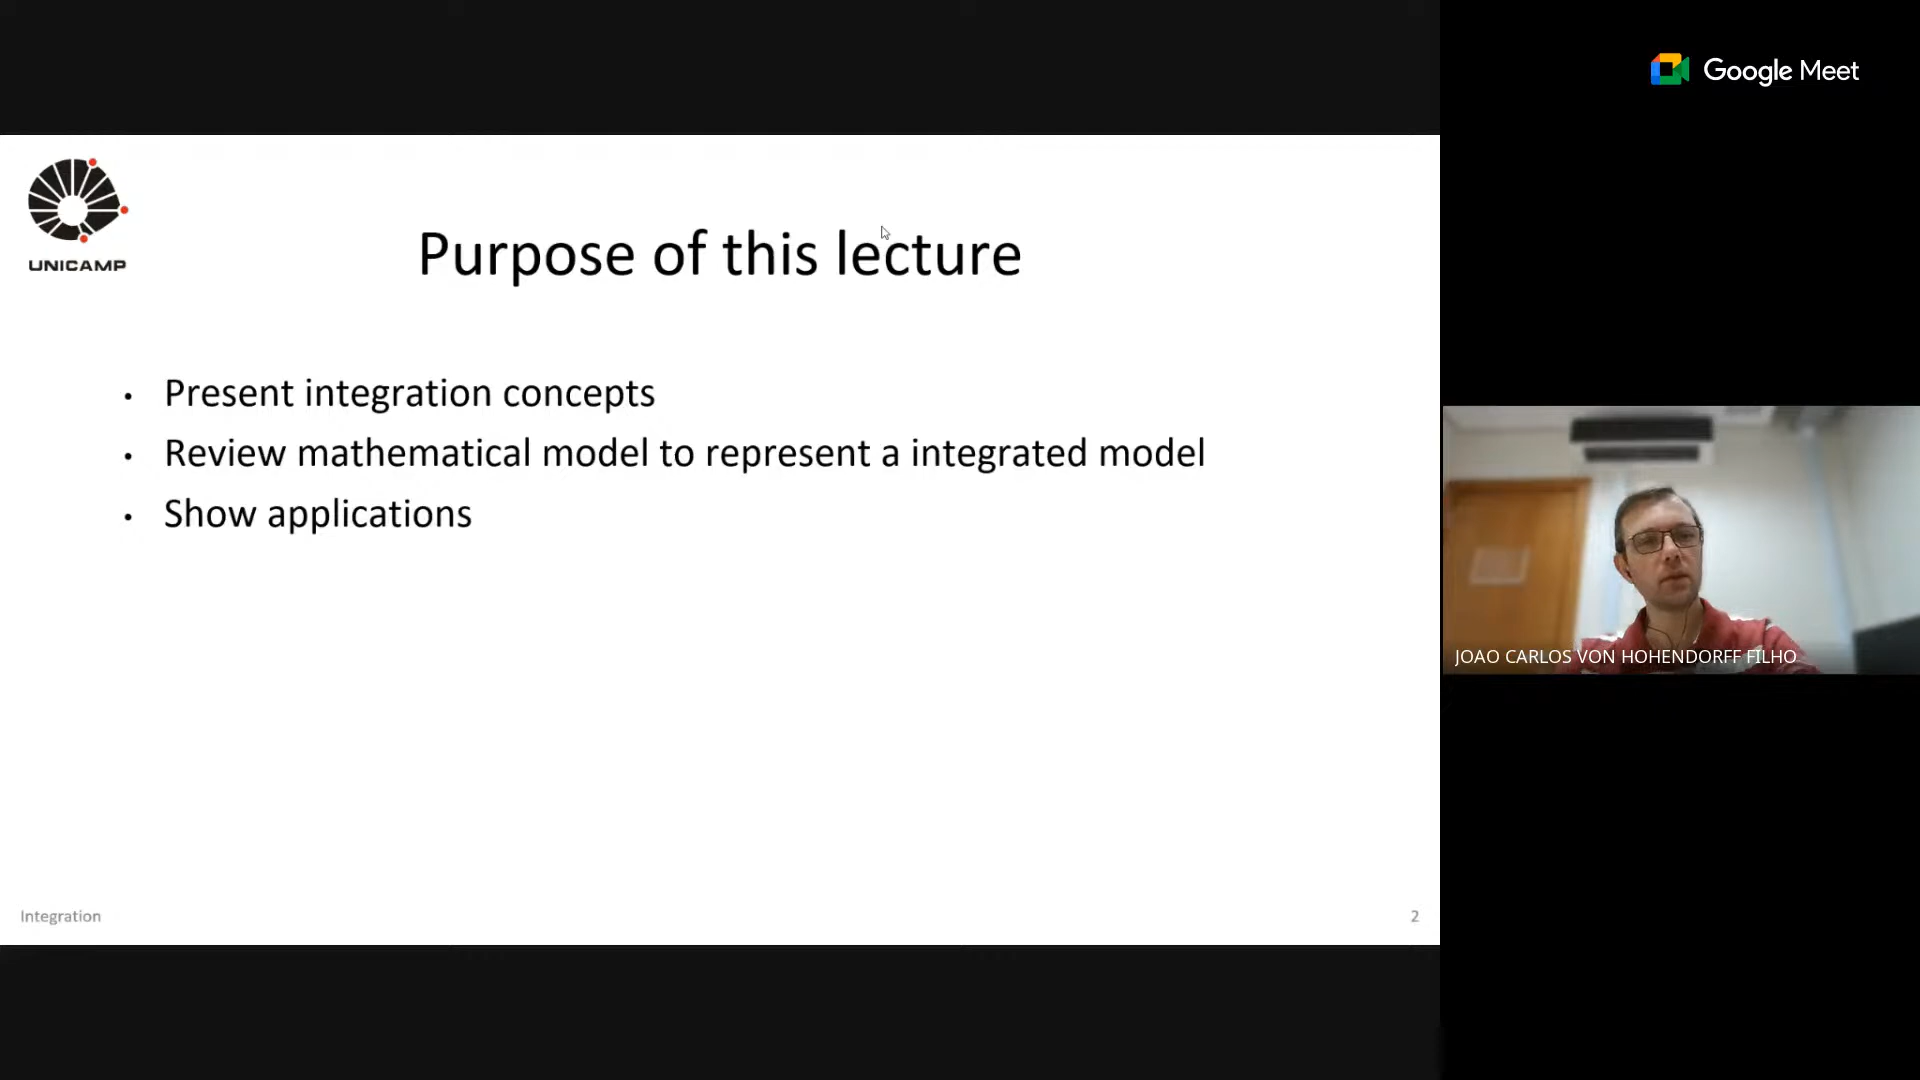 Google Meet
UNICAMP
Purpose of this lecture
• Present integration concepts
• Review mathematical model to represent a integrated model
• Show applications
JOAO CARLOS VON HOHENDORFF FILHO
Integration
2